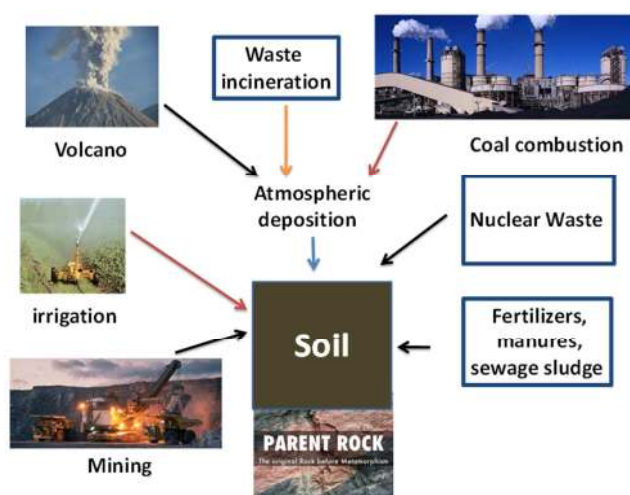 Waste
incineration
Volcano
Coal combustion
Atmospheric
deposition
Nuclear Waste
irrigation
Soil
Fertilizers,
manures,
sewage sludge
Mining
PARENT ROCK
The original Rock before Metamorphism